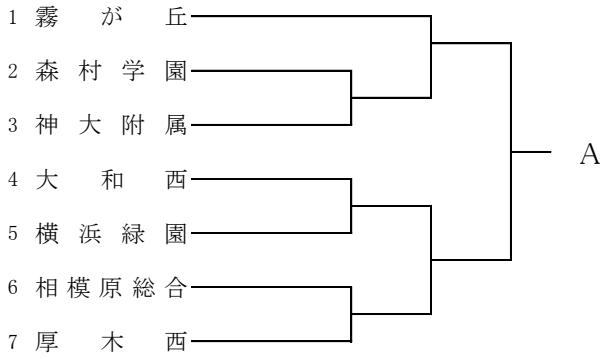 1 霧が丘
2 森村学園
3 神大附属
4 大和西
5 横浜緑園
6 相模原総合
7 厚木西
A